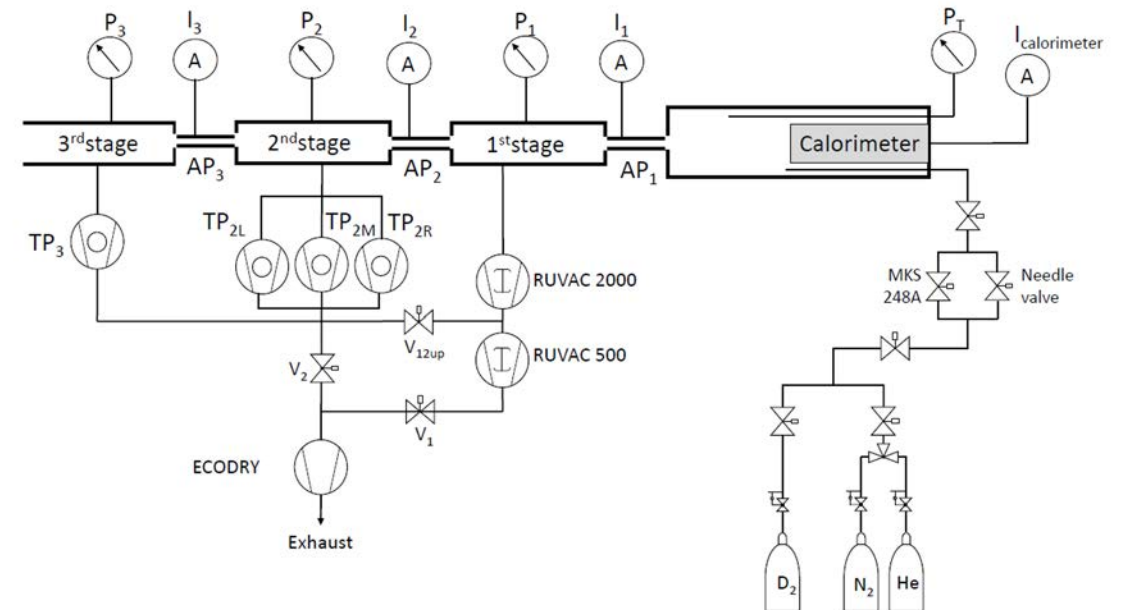 P3 I3 P2 I2 P1 I1 PT Icalorimeter
A A A A
3rdstage 2ndstage 1ststage Calorimeter
AP3 AP2 AP1
TP3 TP2L TP2M TP2R
RUVAC 2000
MKS
248A
Needle
valve
V12up
RUVAC 500
V2
V1
ECODRY
Exhaust
D2 N2 He